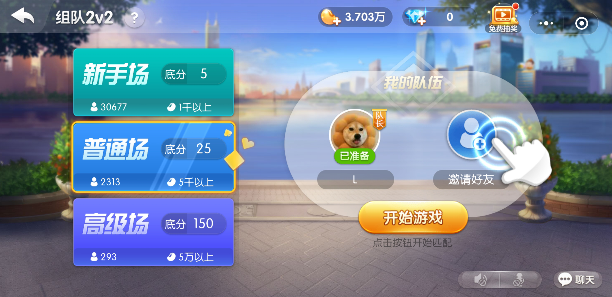 组队2v2 ?
3.703万
0
免费抽奖
新手场 底分 5
30677 1千以上
普通场 底分 25
2313 5千以上
高级场 底分 150
293 5万以上
我的队伍
队长
已准备
L
邀请好友
开始游戏
点击按钮开始匹配
聊天